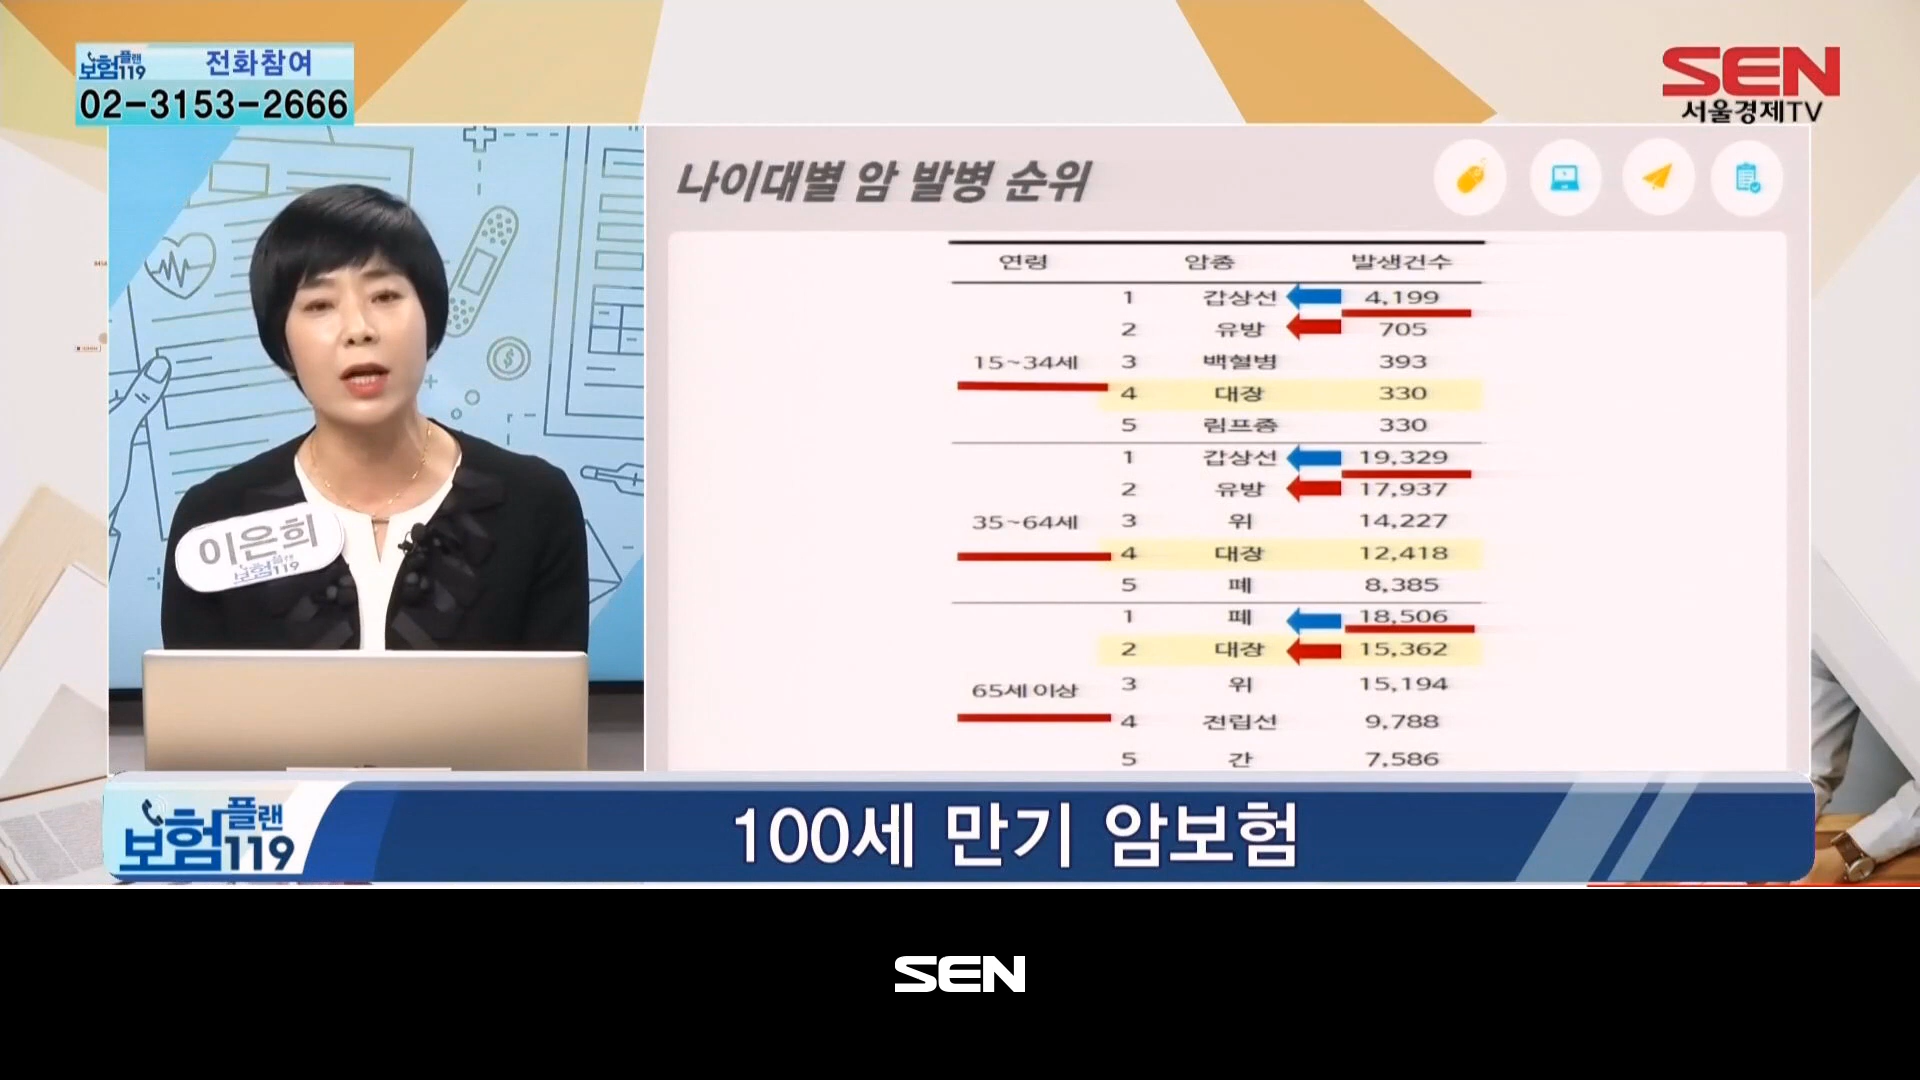 보험플랜119 전화참여
02-3153-2666
SEN
서울경제TV
나이대별 암 발병 순위
연령 암종 발생건수
15~34세
1 갑상선 4,199
2 유방 705
3 백혈병 393
4 대장 330
5 림프종 330
35~64세
1 갑상선 19,329
2 유방 17,937
3 위 14,227
4 대장 12,418
5 폐 8,385
65세 이상
1 폐 18,506
2 대장 15,362
3 위 15,194
4 전립선 9,788
5 간 7,586
이은희
보험플랜119
보험플랜119
100세 만기 암보험
SEN